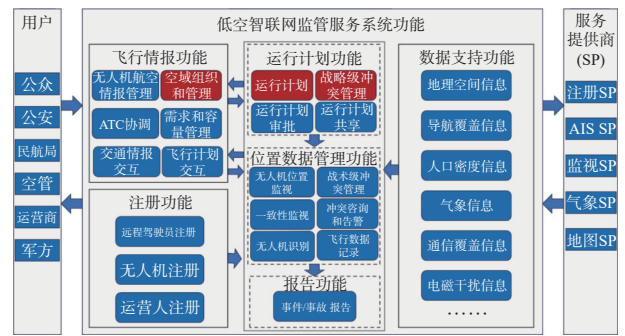 用户
公众
公安
民航局
空管
运营商
军方
低空智联网监管服务系统功能
飞行情报功能
无人机航空
情报管理
空域组织
和管理
ATC协调
需求和容
量管理
交通情报
交互
飞行计划
交互
注册功能
远程驾驶员注册
无人机注册
运营人注册
运行计划功能
运行计划
战略级冲
突管理
运行计划
审批
运行计划
共享
位置数据管理功能
无人机位置
监视
战术级冲
突管理
一致性监视
冲突咨询
和告警
无人机识别
飞行数据
记录
报告功能
事件/事故 报告
数据支持功能
地理空间信息
导航覆盖信息
人口密度信息
气象信息
通信覆盖信息
电磁干扰信息
……
服务
提供商
(SP)
注册SP
AIS SP
监视SP
气象SP
地图SP